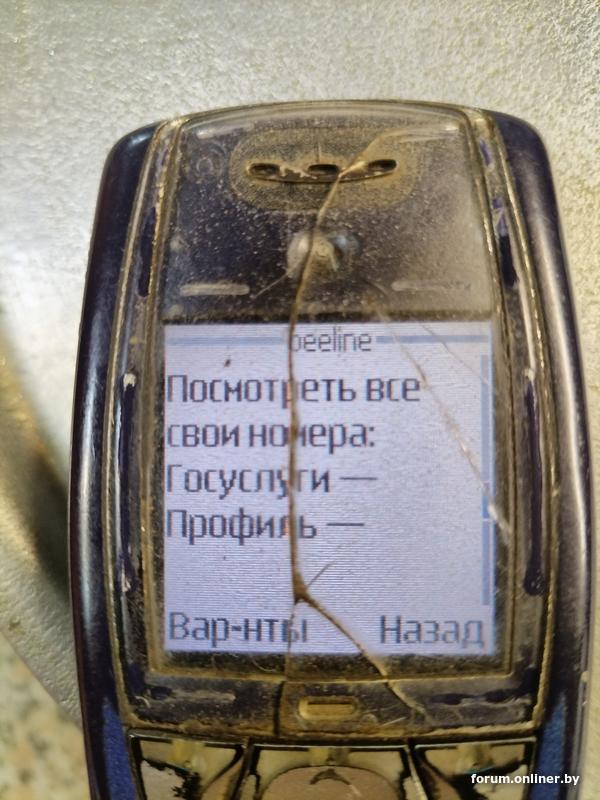 beeline
Посмотреть все
свои номера:
Госуслуги —
Профиль —
Вар-нты Назад
forum.onliner.by